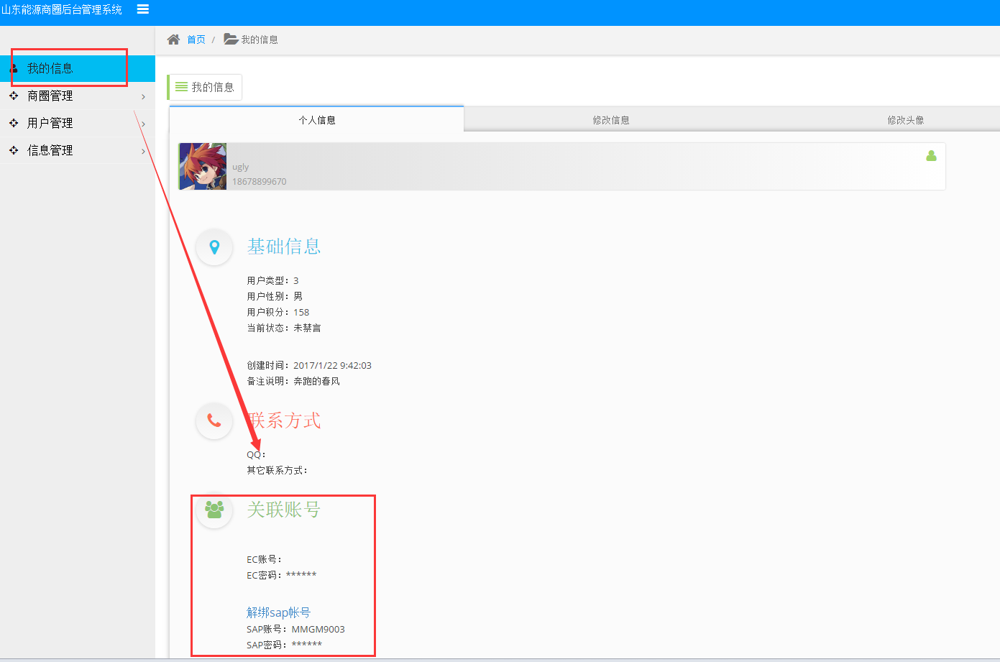 山东能源商圈后台管理系统
首页 / 我的信息
我的信息
商圈管理
用户管理
信息管理
我的信息
个人信息 修改信息 修改头像
ugly
18678899670
基础信息
用户类型：3
用户性别：男
用户积分：158
当前状态：未禁言
创建时间：2017/1/22 9:42:03
备注说明：奔跑的春风
联系方式
QQ：
其它联系方式：
关联账号
EC账号：
EC密码：******
解绑sap帐号
SAP账号：MMGM9003
SAP密码：******